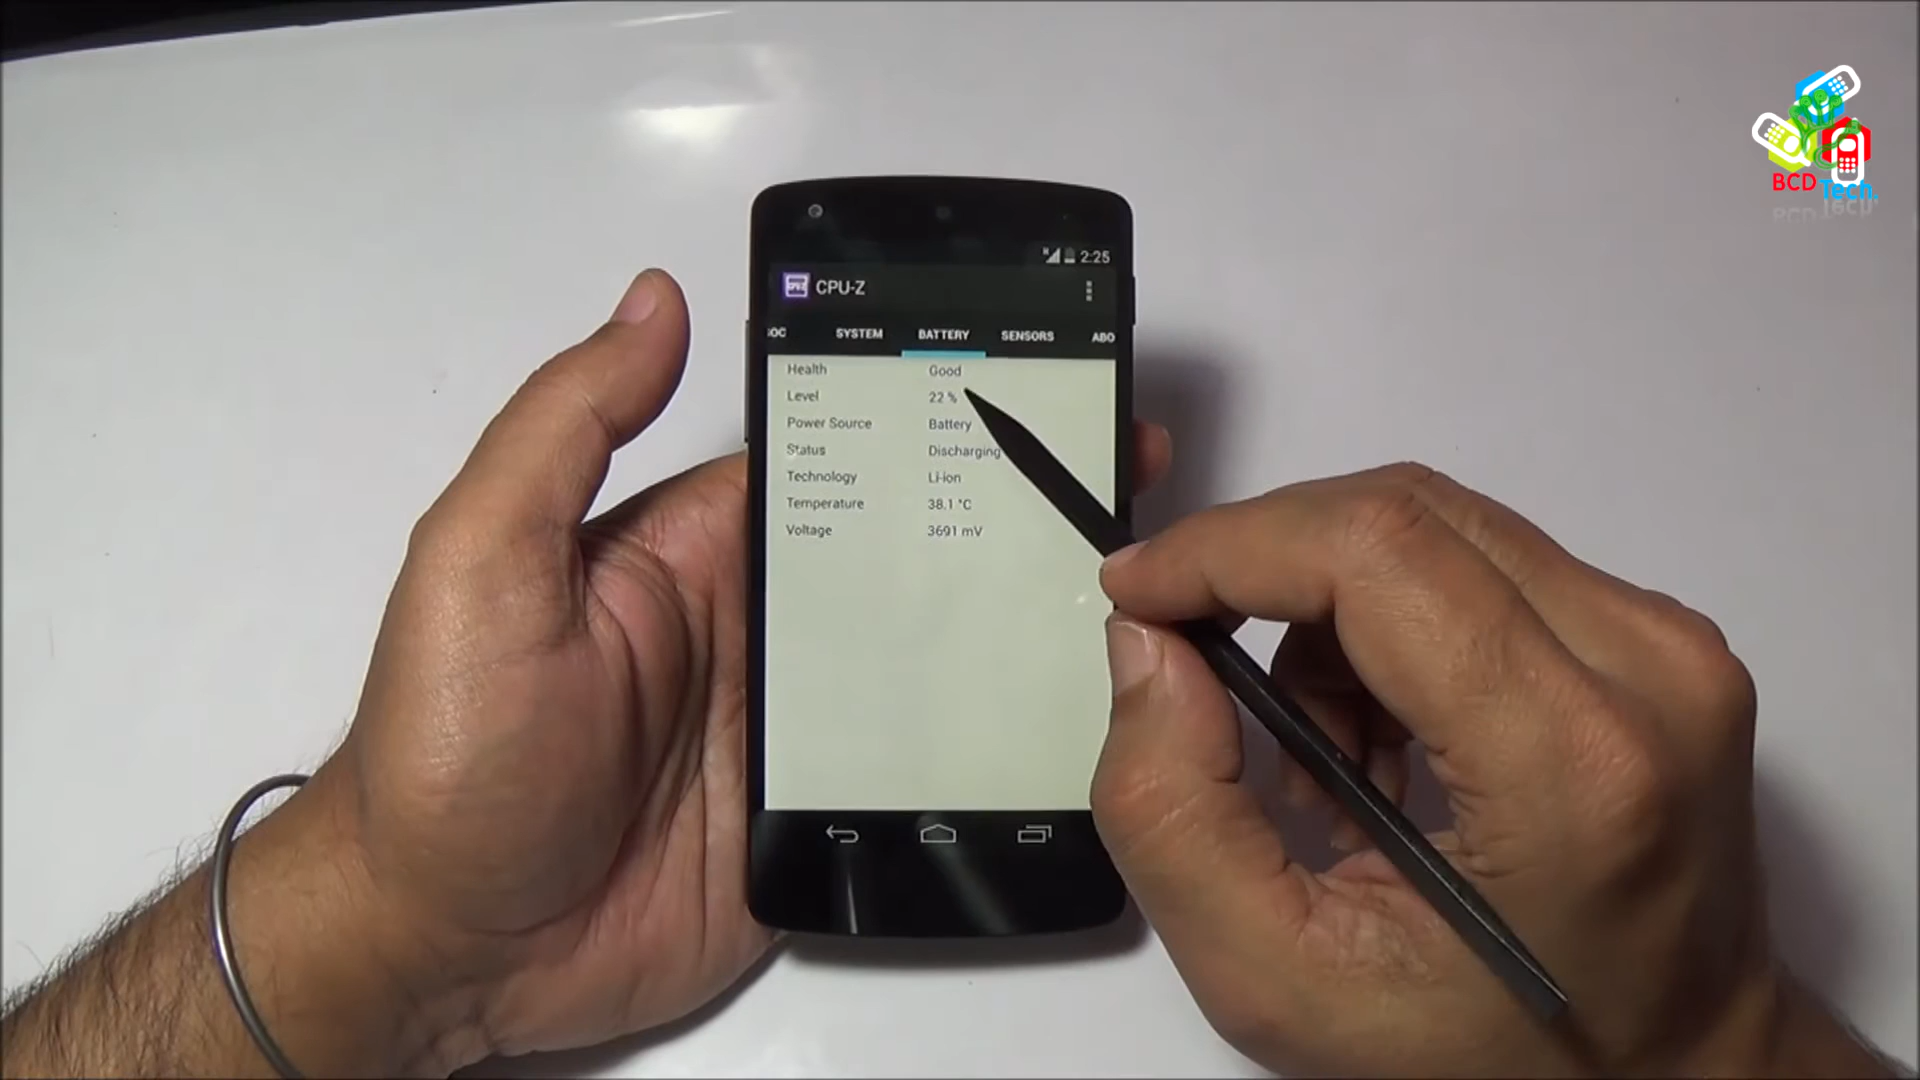 BCD Tech.
2:25
CPU-Z
SOC SYSTEM BATTERY SENSORS ABO
Health Good
Level 22 %
Power Source Battery
Status Discharging
Technology Li-ion
Temperature 38.1 °C
Voltage 3691 mV